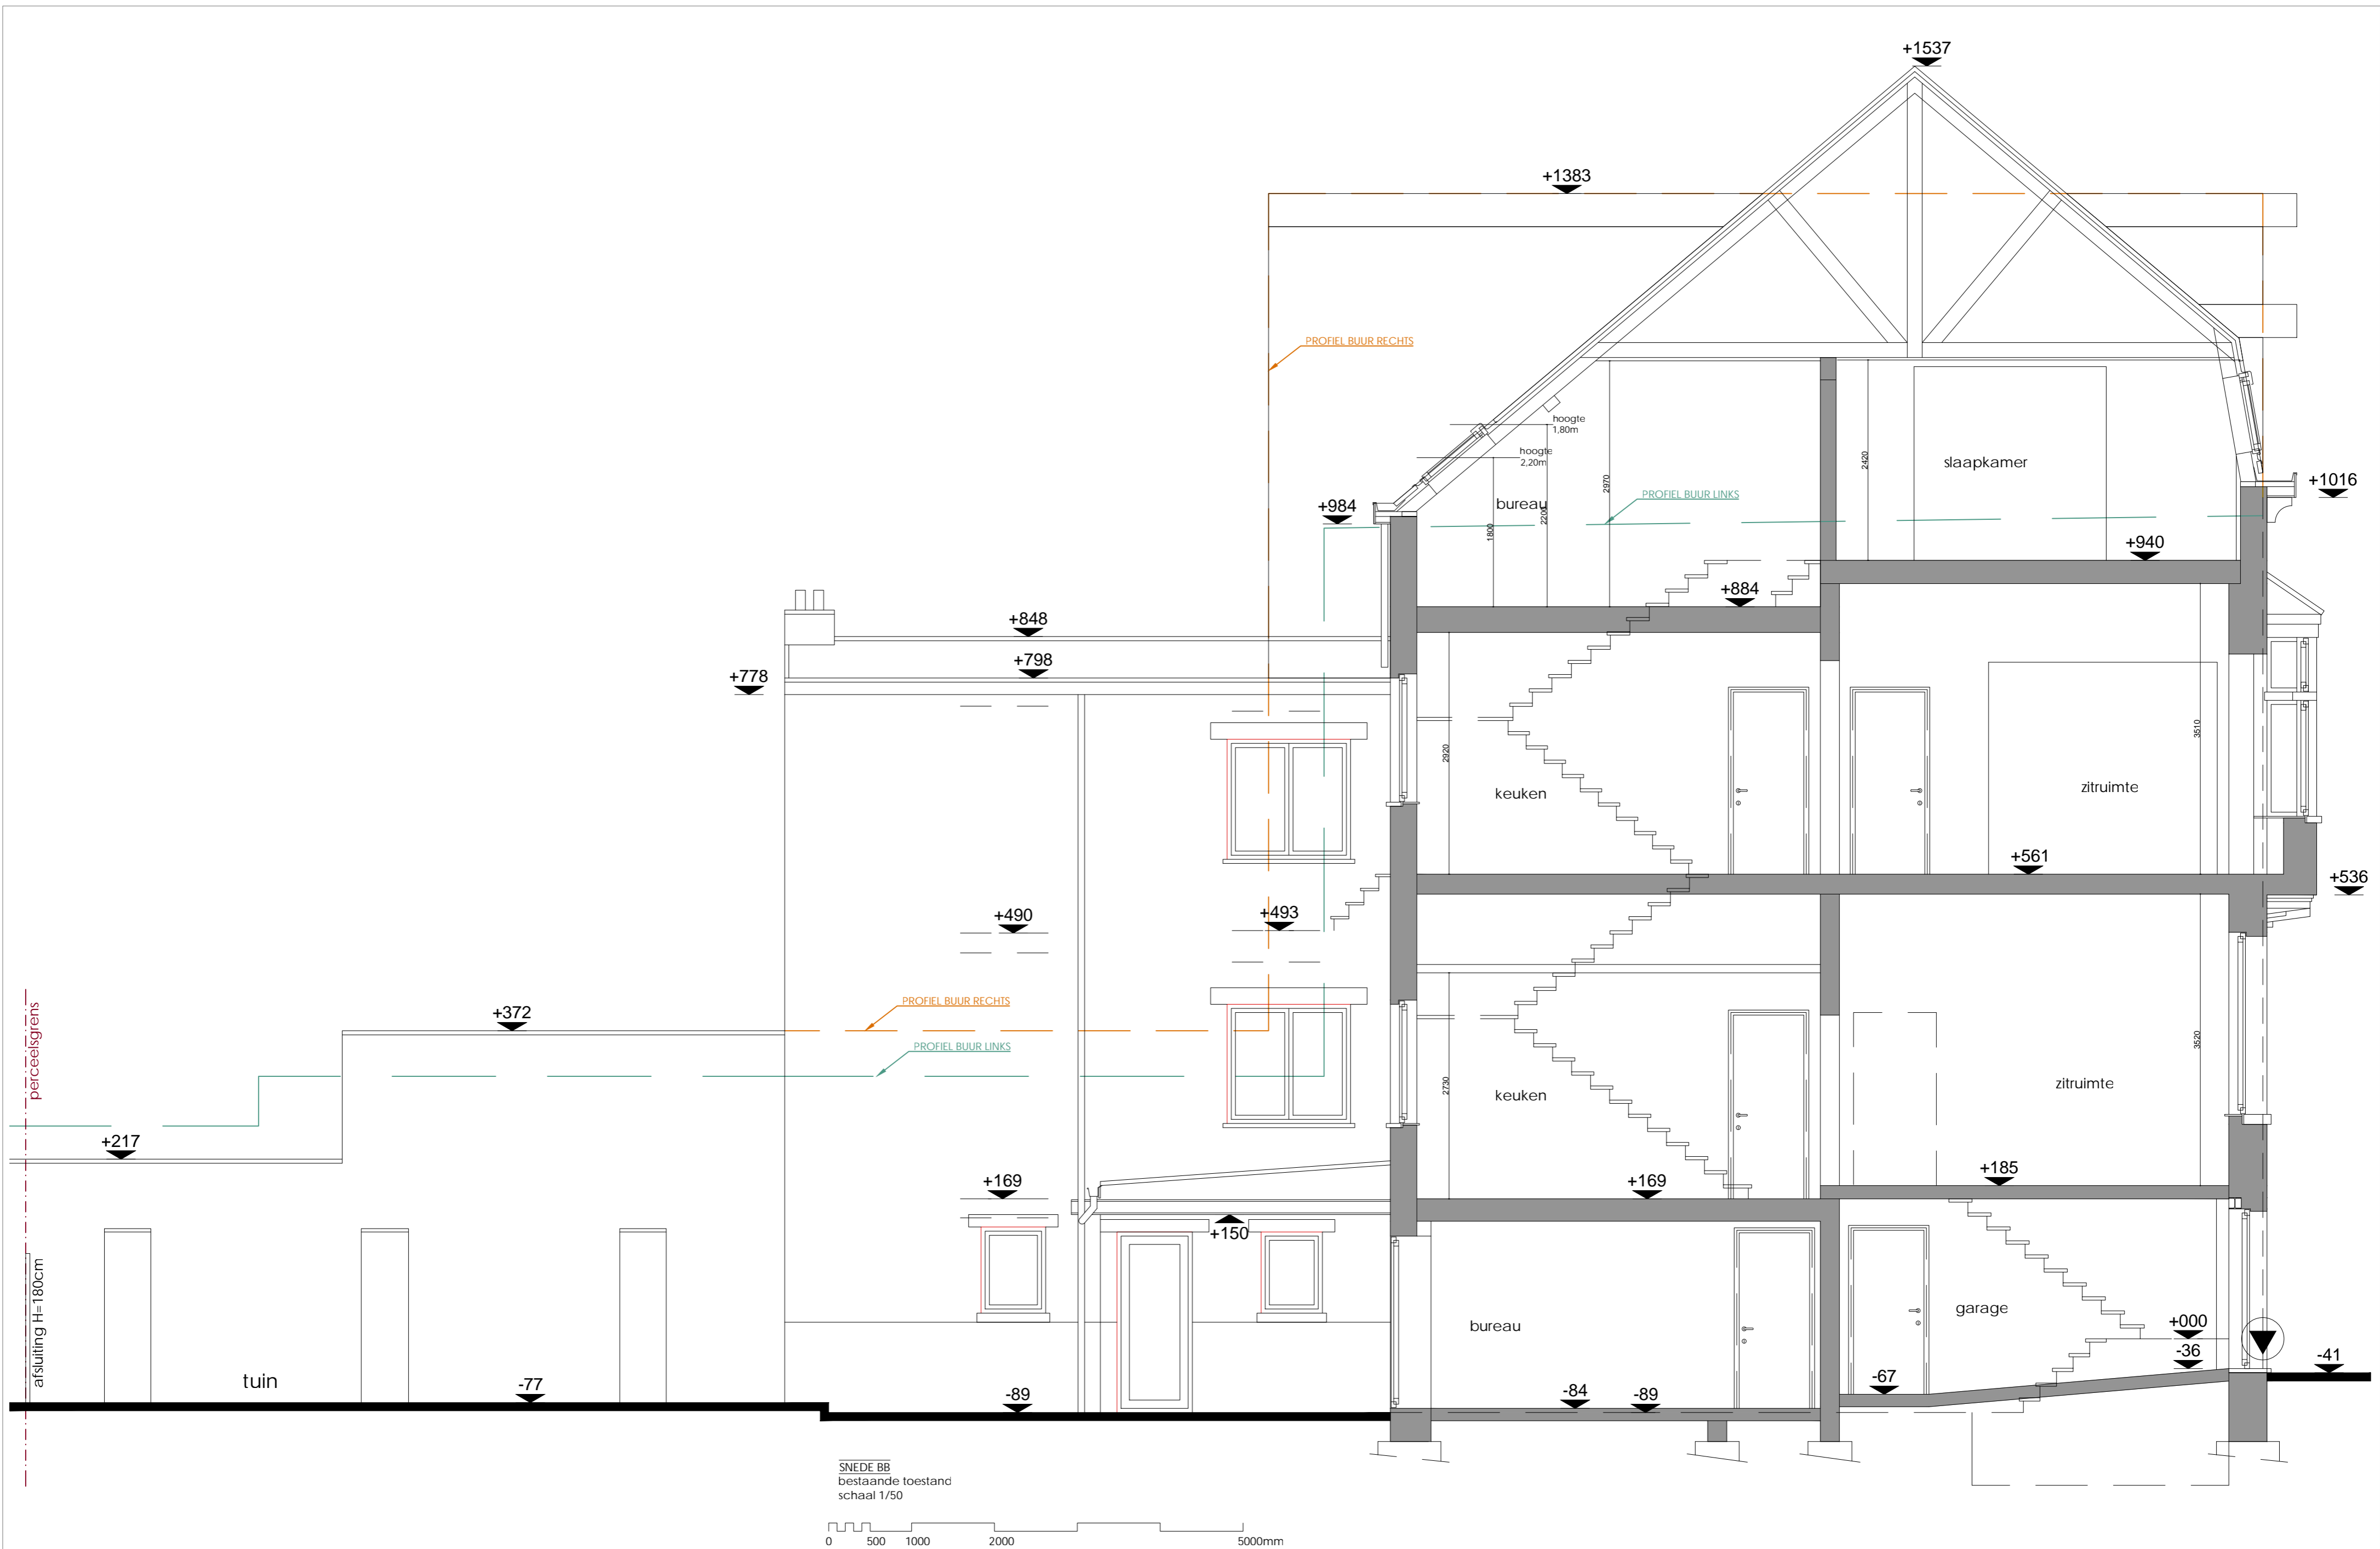 +1537
+1383
PROFIEL BUUR RECHTS
hoogte
1,80m
hoogte
2,20m
2420
slaapkamer
2970
PROFIEL BUUR LINKS
+1016
bureau
+984
2200
1800
+940
+884
+848
+798
+778
3510
2920
keuken
zitruimte
+561
+536
+490
+493
perceelsgrens
PROFIEL BUUR RECHTS
+372
PROFIEL BUUR LINKS
3520
2730
keuken
zitruimte
+217
+169
+169
+185
+150
afsluiting H=180cm
garage
+000
bureau
-36
-41
tuin
-77
-89
-84
-89
-67
SNEDE BB
bestaande toestand
schaal 1/50
0 500 1000 2000 5000mm